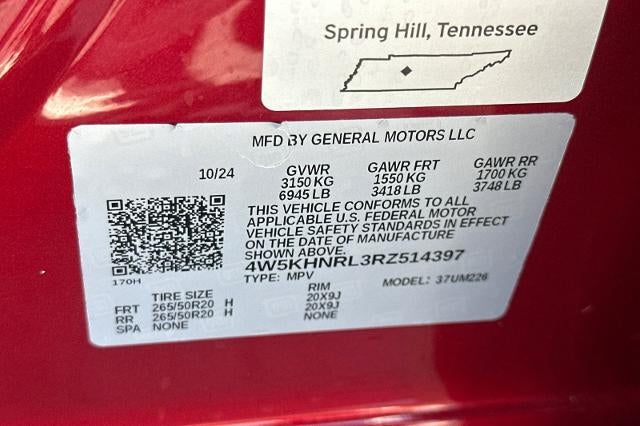 Spring Hill, Tennessee
MFD BY GENERAL MOTORS LLC
10/24 GVWR GAWR FRT GAWR RR
3150 KG 1550 KG 1700 KG
6945 LB 3418 LB 3748 LB
THIS VEHICLE CONFORMS TO ALL
APPLICABLE U.S. FEDERAL MOTOR
VEHICLE SAFETY STANDARDS IN EFFECT
ON THE DATE OF MANUFACTURE
SHOWN ABOVE.
4W5KHNRL3RZ514397
170H TYPE: MPV MODEL: 37UM226
TIRE SIZE RIM
FRT 265/50R20 H 20X9J
RR 265/50R20 H 20X9J
SPA NONE NONE